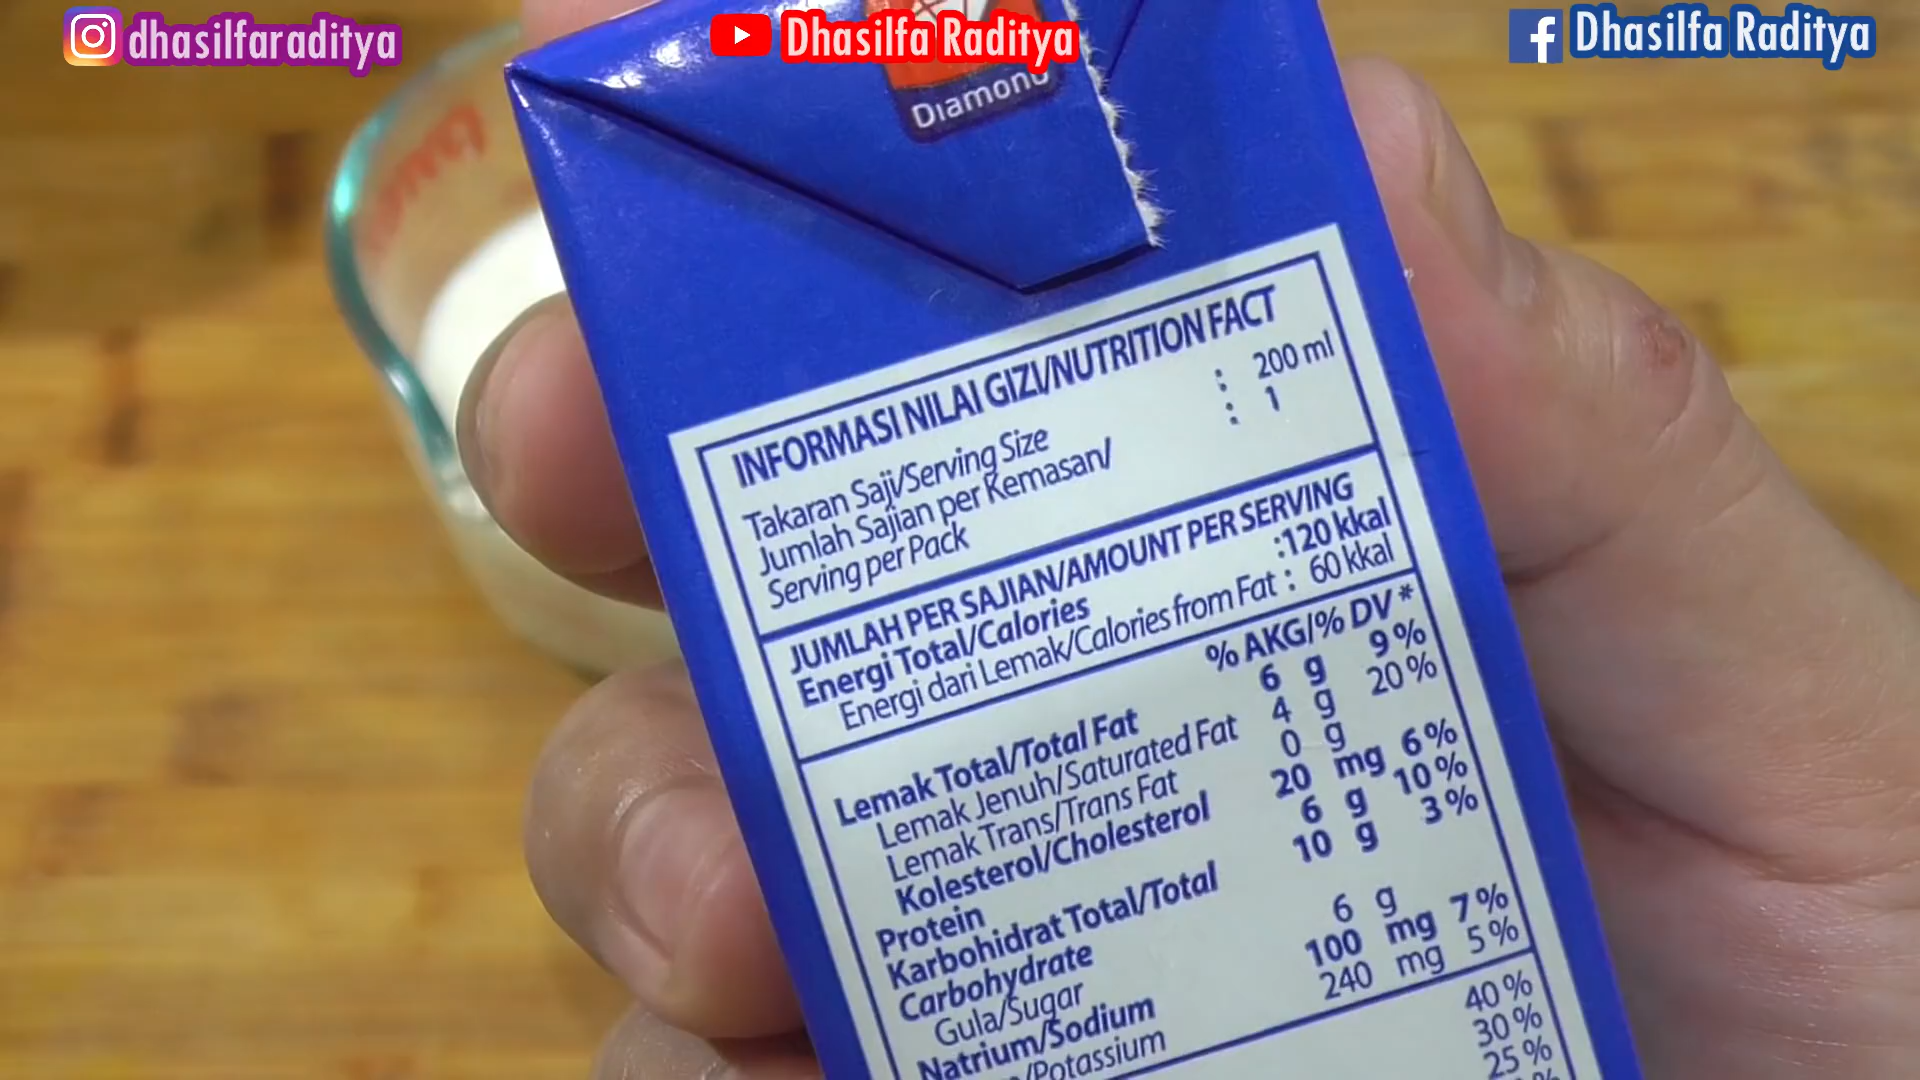 dhasilfaraditya
Dhasilfa Raditya
Dhasilfa Raditya
Diamond
INFORMASI NILAI GIZI/NUTRITION FACT
Takaran Saji/Serving Size : 200 ml
Jumlah Sajian per Kemasan/ : 1
Serving per Pack
JUMLAH PER SAJIAN/AMOUNT PER SERVING
Energi Total/Calories :120 kkal
Energi dari Lemak/Calories from Fat : 60 kkal
% AKG/% DV *
Lemak Total/Total Fat 6 g 9%
Lemak Jenuh/Saturated Fat 4 g 20%
Lemak Trans/Trans Fat 0 g
Kolesterol/Cholesterol 20 mg 6%
Protein 6 g 10%
Karbohidrat Total/Total 10 g 3%
Carbohydrate
Gula/Sugar 6 g
Natrium/Sodium 100 mg 7%
/Potassium 240 mg 5%
40%
30%
25%